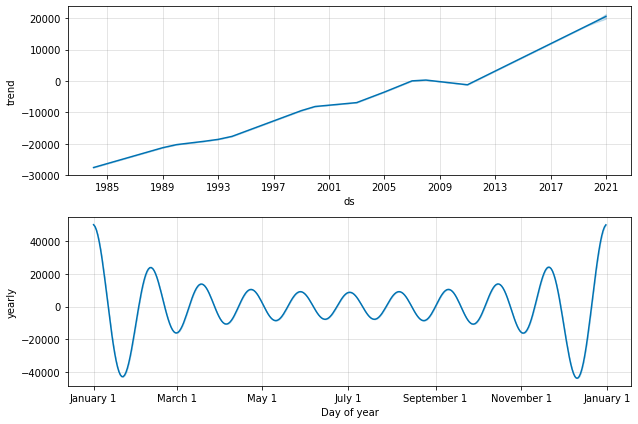 20000
10000
0
−10000
−20000
−30000
trend
1985 1989 1993 1997 2001 2005 2009 2013 2017 2021
ds
40000
20000
0
−20000
−40000
yearly
January 1 March 1 May 1 July 1 September 1 November 1 January 1
Day of year